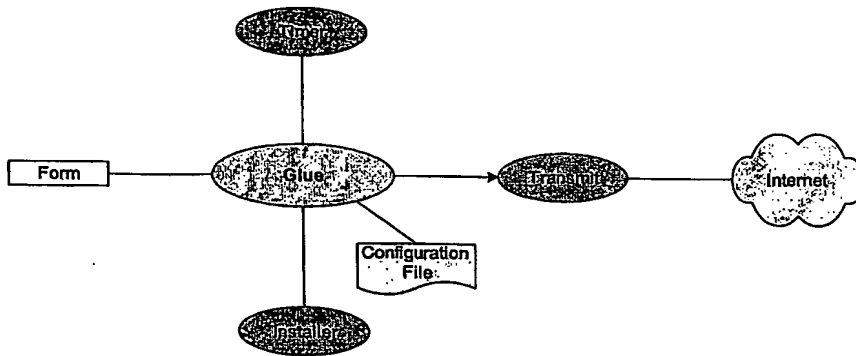 Timer
Form
Glue
Transmit
Internet
Configuration
File
Installer